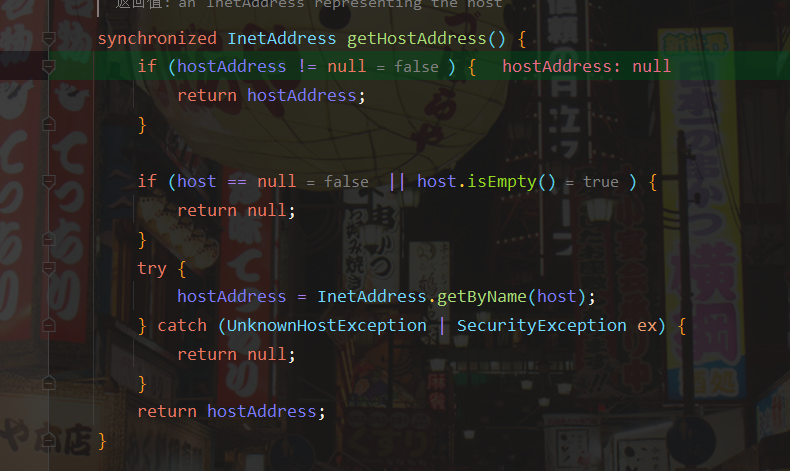 返回值: an InetAddress representing the host
synchronized InetAddress getHostAddress() {
if (hostAddress != null = false ) { hostAddress: null
return hostAddress;
}
if (host == null = false || host.isEmpty() = true ) {
return null;
}
try {
hostAddress = InetAddress.getByName(host);
} catch (UnknownHostException | SecurityException ex) {
return null;
}
return hostAddress;
}